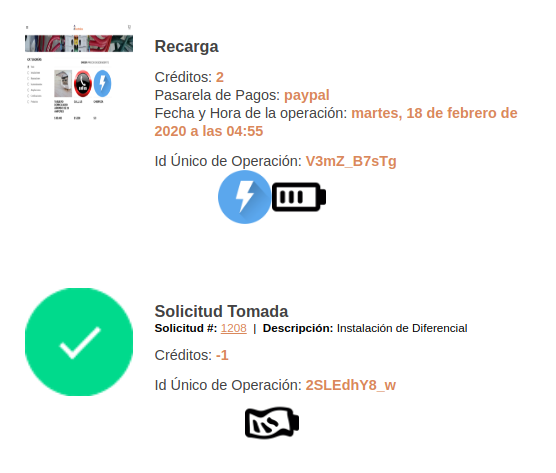 Recarga
Créditos: 2
Pasarela de Pagos: paypal
Fecha y Hora de la operación: martes, 18 de febrero de
2020 a las 04:55
Id Único de Operación: V3mZ_B7sTg
Solicitud Tomada
Solicitud #: 1208 | Descripción: Instalación de Diferencial
Créditos: -1
Id Único de Operación: 2SLEdhY8_w